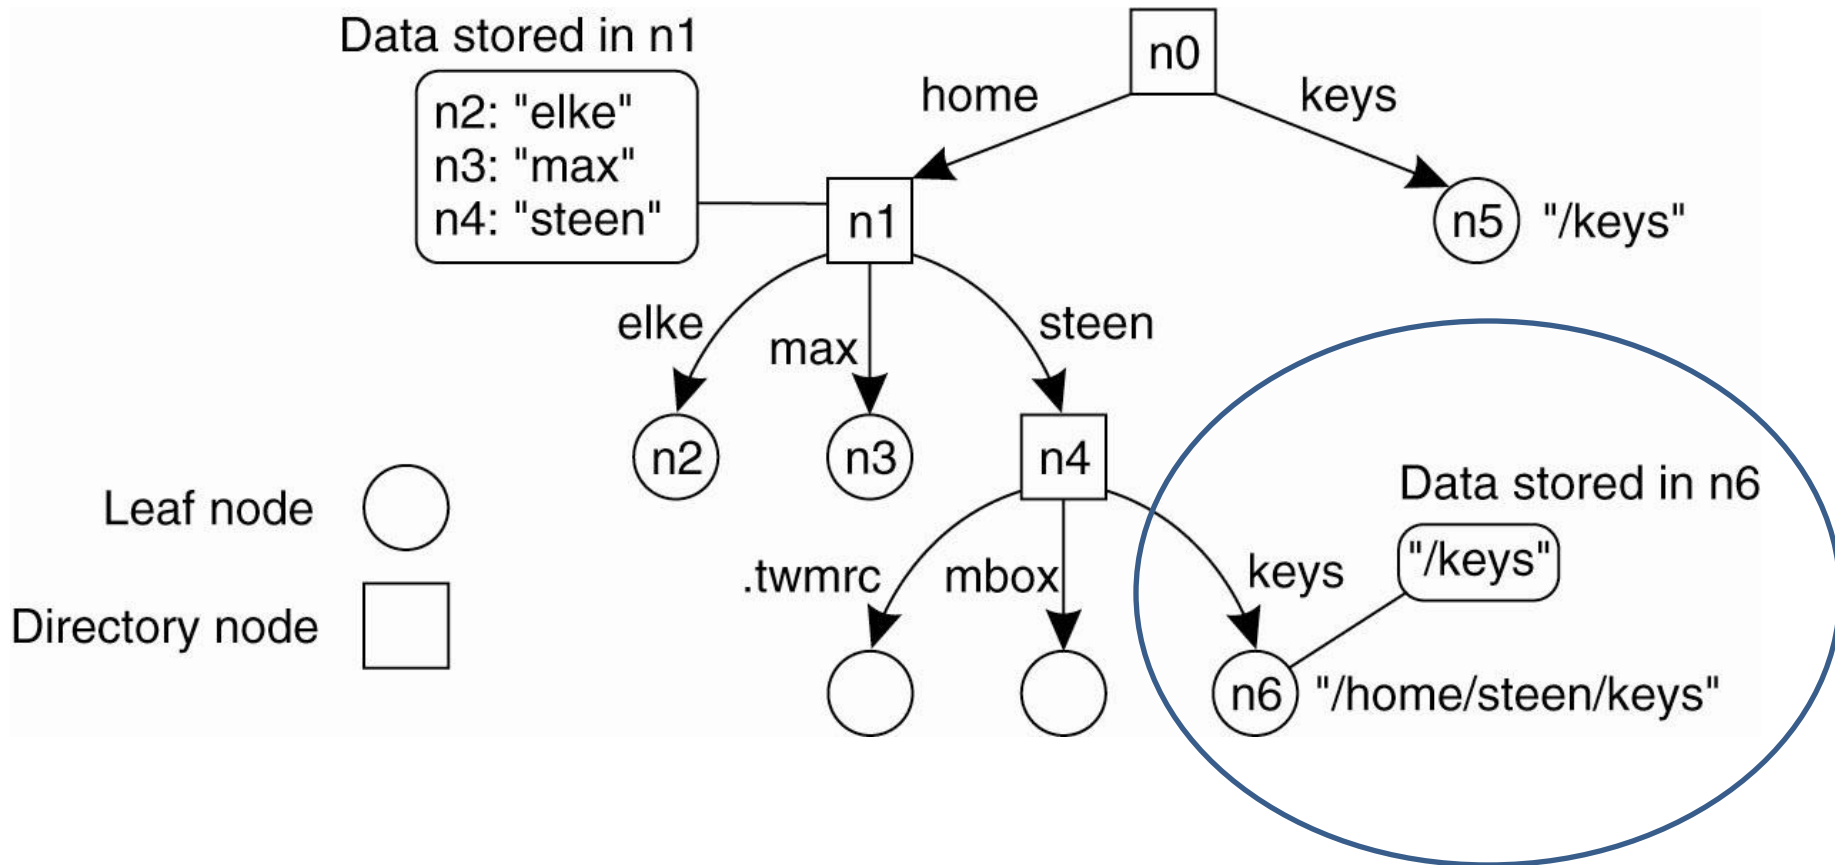 Data stored in n1
n0
n2: "elke"
n3: "max"
n4: "steen"
home
keys
n1
n5
"/keys"
elke
max
steen
n2
n3
n4
Data stored in n6
Leaf node
"/keys"
.twmrc
mbox
keys
Directory node
n6
"/home/steen/keys"